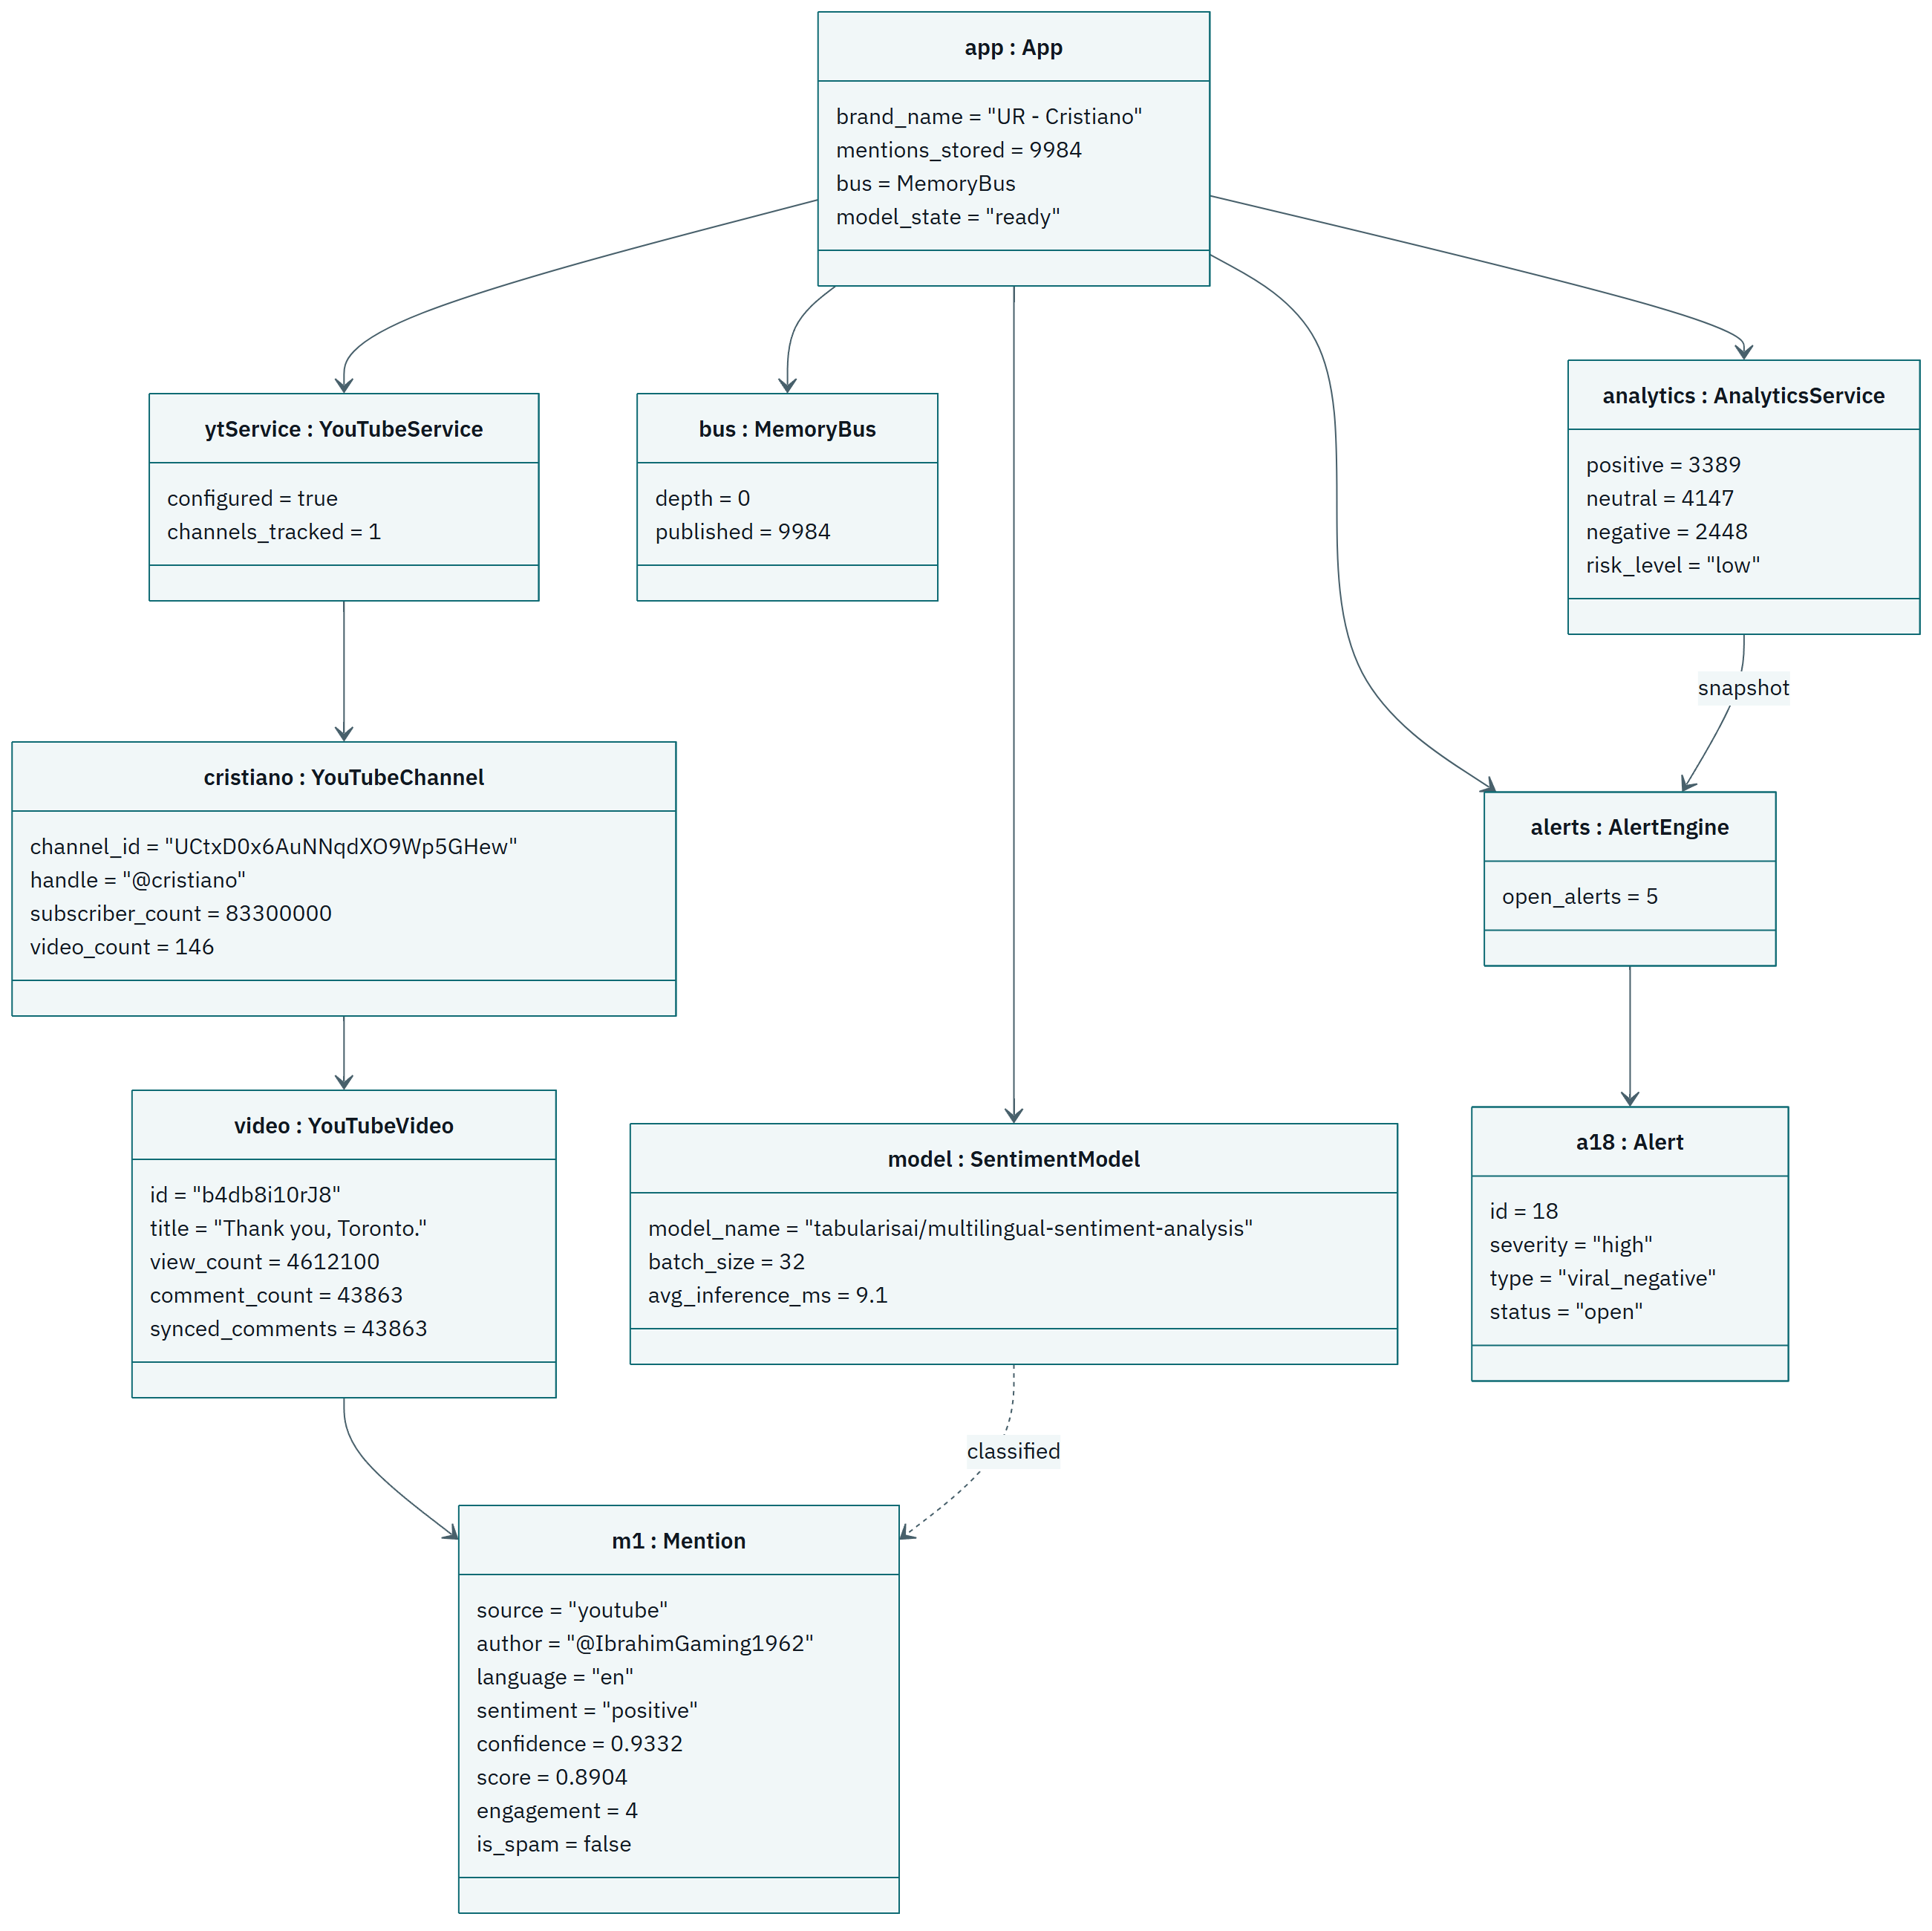 app : App
brand_name = "UR - Cristiano"
mentions_stored = 9984
bus = MemoryBus
model_state = "ready"
ytService : YouTubeService
configured = true
channels_tracked = 1
bus : MemoryBus
depth = 0
published = 9984
analytics : AnalyticsService
positive = 3389
neutral = 4147
negative = 2448
risk_level = "low"
snapshot
cristiano : YouTubeChannel
channel_id = "UCtxD0x6AuNNqdXO9Wp5GHew"
handle = "@cristiano"
subscriber_count = 83300000
video_count = 146
alerts : AlertEngine
open_alerts = 5
video : YouTubeVideo
id = "b4db8i10rJ8"
title = "Thank you, Toronto."
view_count = 4612100
comment_count = 43863
synced_comments = 43863
model : SentimentModel
model_name = "tabularisai/multilingual-sentiment-analysis"
batch_size = 32
avg_inference_ms = 9.1
a18 : Alert
id = 18
severity = "high"
type = "viral_negative"
status = "open"
classified
m1 : Mention
source = "youtube"
author = "@IbrahimGaming1962"
language = "en"
sentiment = "positive"
confidence = 0.9332
score = 0.8904
engagement = 4
is_spam = false